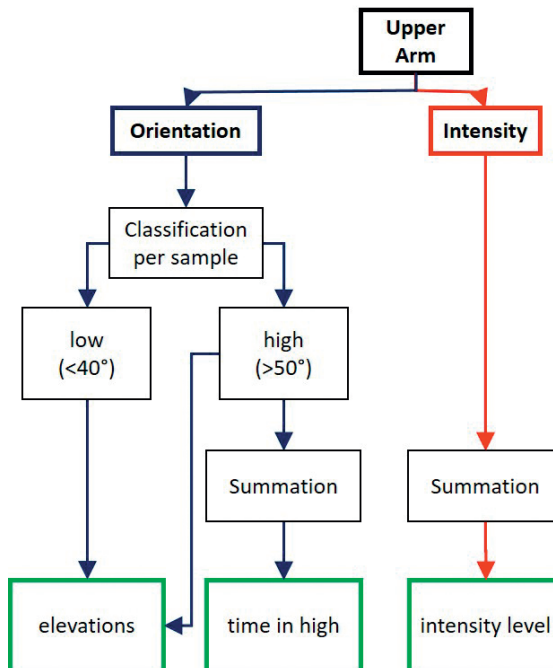 Upper
Arm
Orientation
Intensity
Classification
per sample
low
(<40°)
high
(>50°)
Summation
Summation
elevations
time in high
intensity level